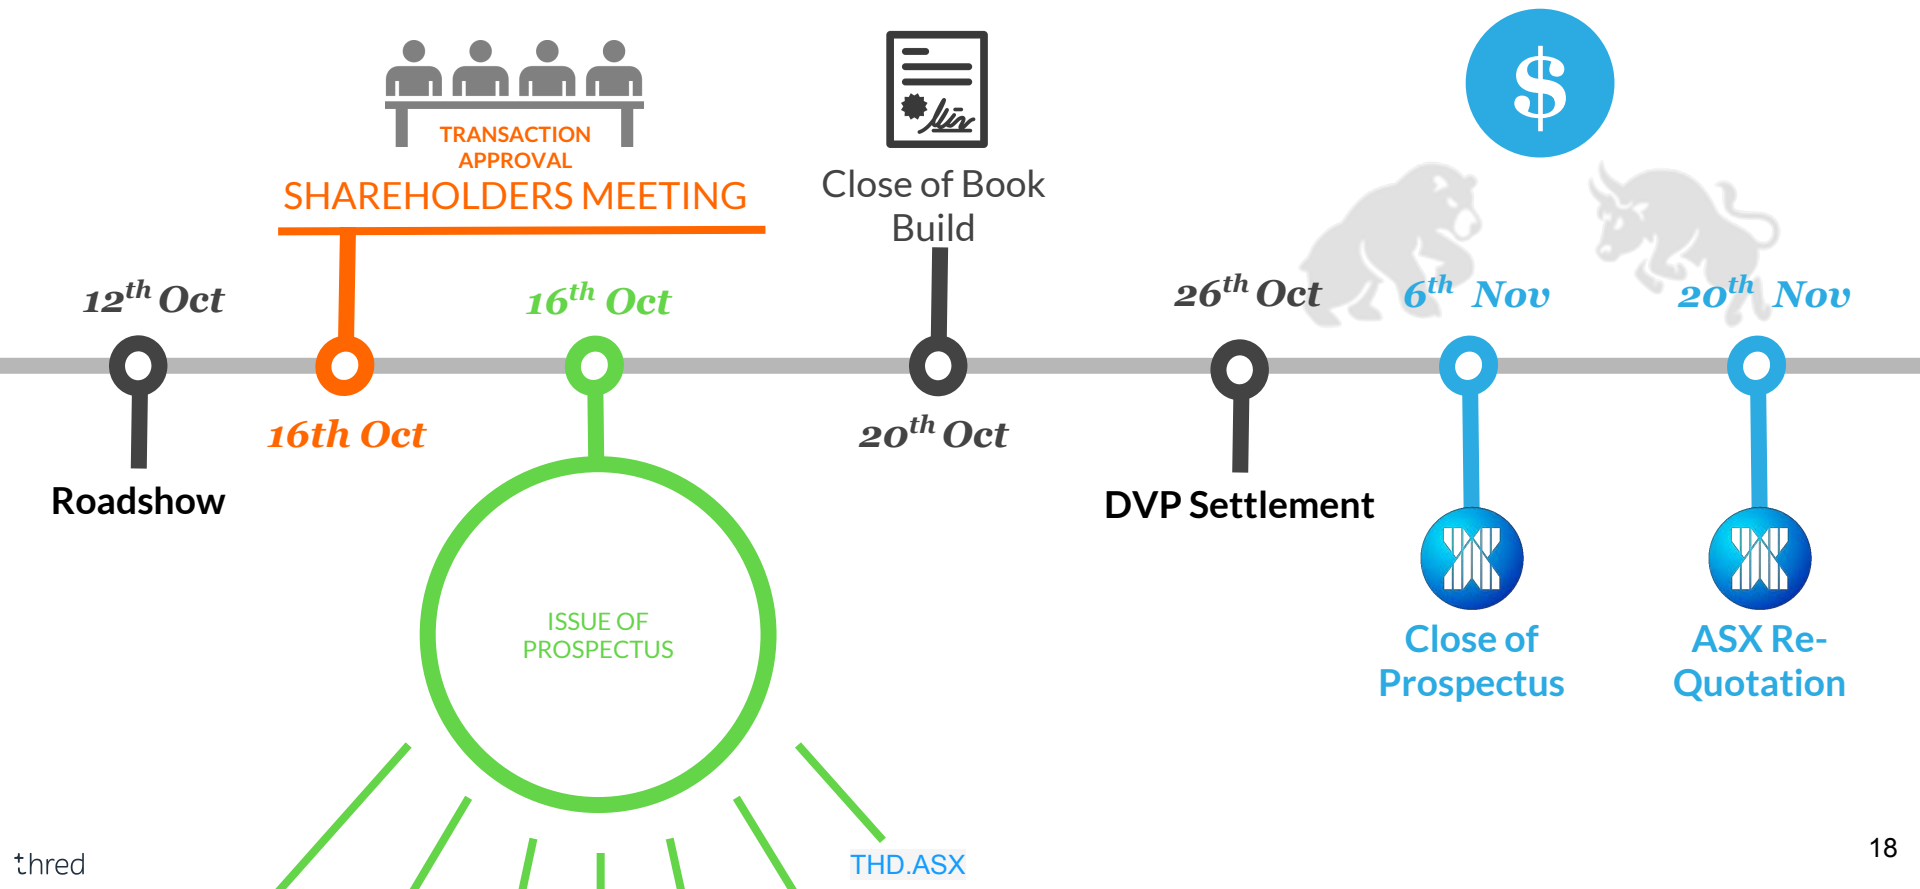 TRANSACTION
APPROVAL
SHAREHOLDERS MEETING
Close of Book
Build
$
12th Oct
16th Oct
26th Oct
6th Nov
20th Nov
16th Oct
20th Oct
Roadshow
DVP Settlement
ISSUE OF
PROSPECTUS
Close of
Prospectus
ASX Re-
Quotation
thred
THD.ASX
18